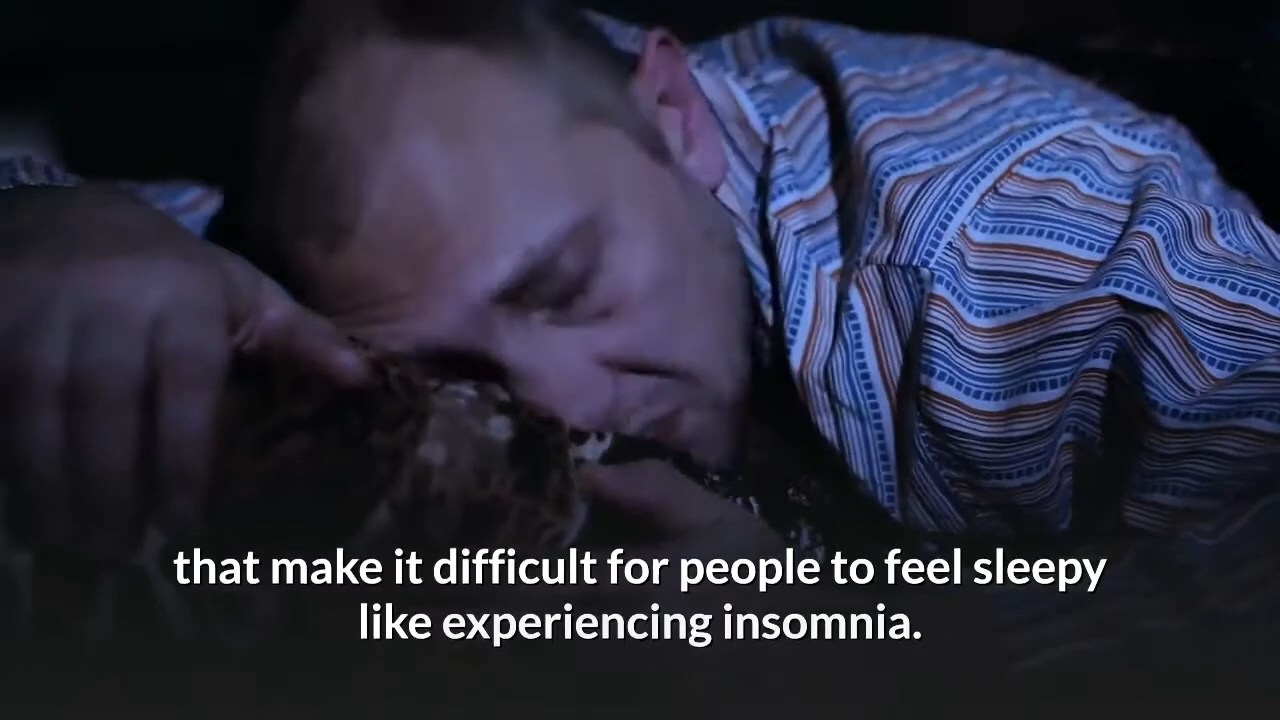 that make it difficult for people to feel sleepy
like experiencing insomnia.